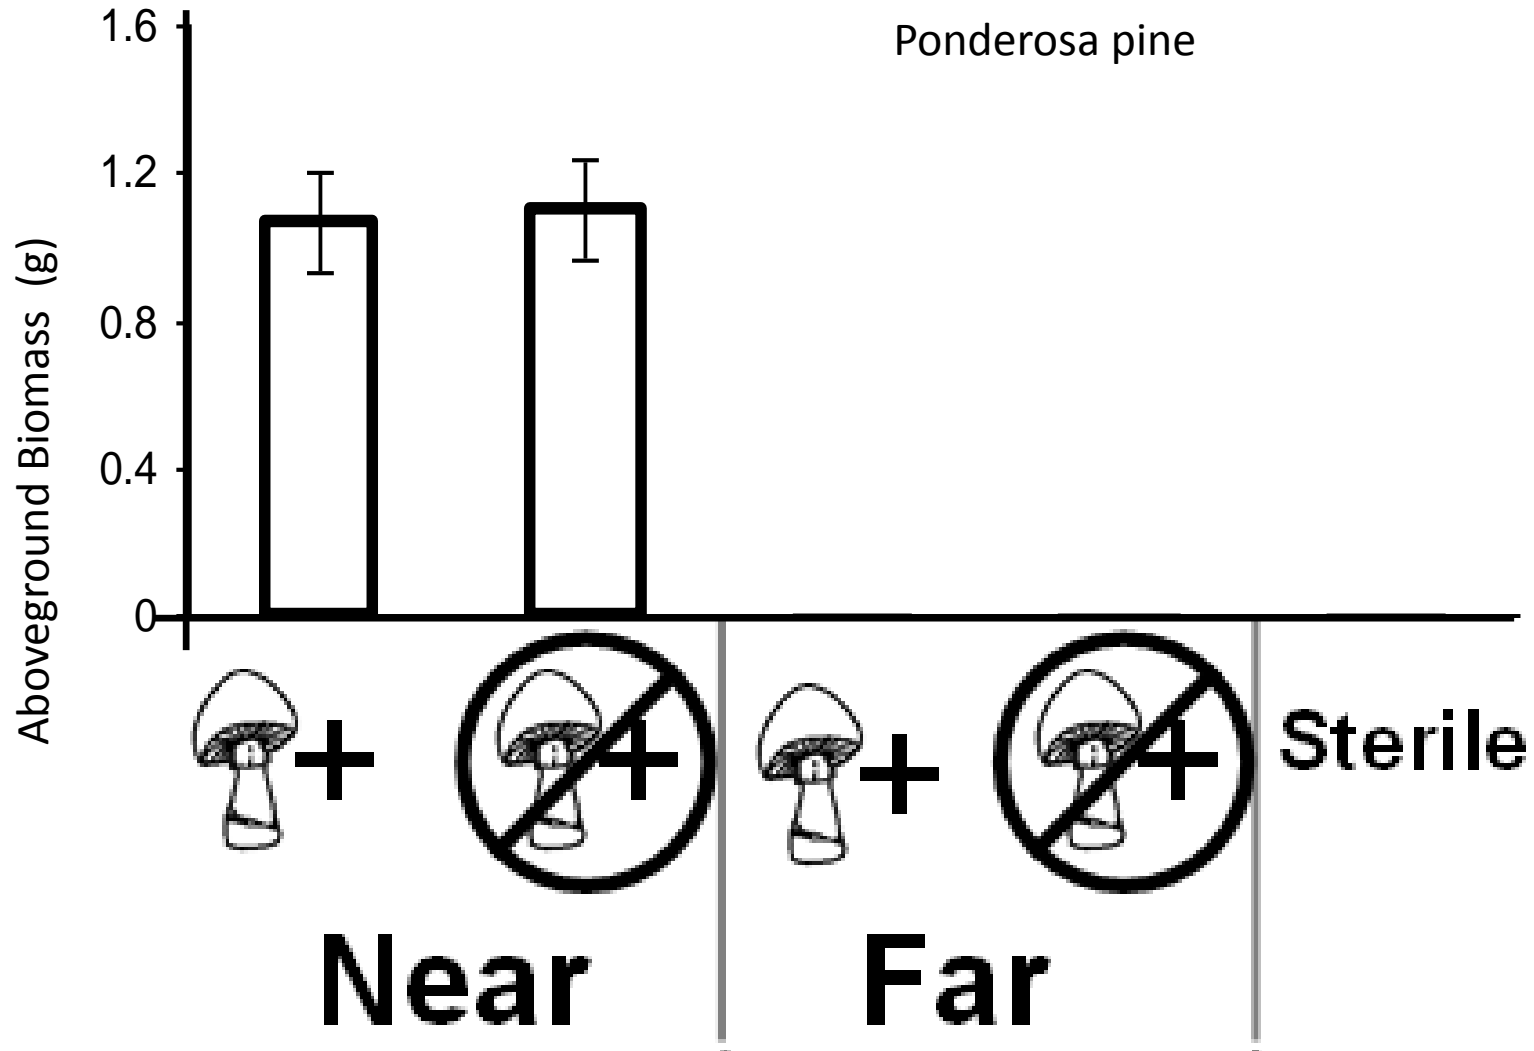 Ponderosa pine
Aboveground Biomass (g)
1.6
1.2
0.8
0.4
0
+
+
+
+
Sterile
Near
Far